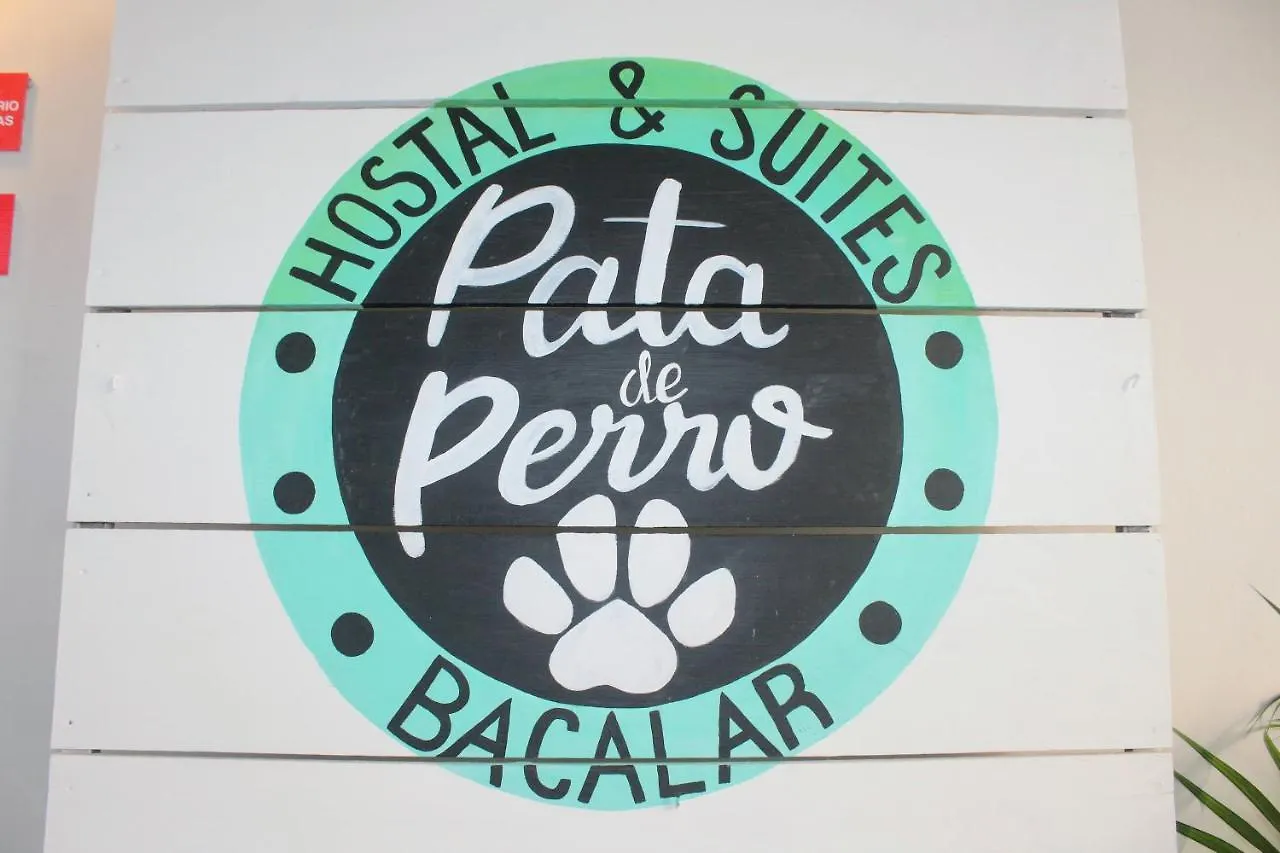 HOSTAL & SUITES
Pata
de
Perro
BACALAR